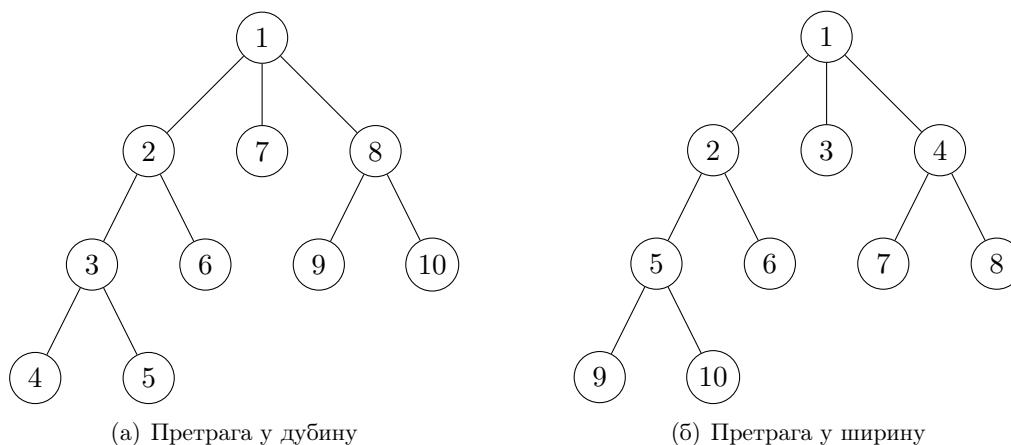 1
2 7 8
3 6 9 10
4 5
(а) Претрага у дубину
1
2 3 4
5 6 7 8
9 10
(б) Претрага у ширину